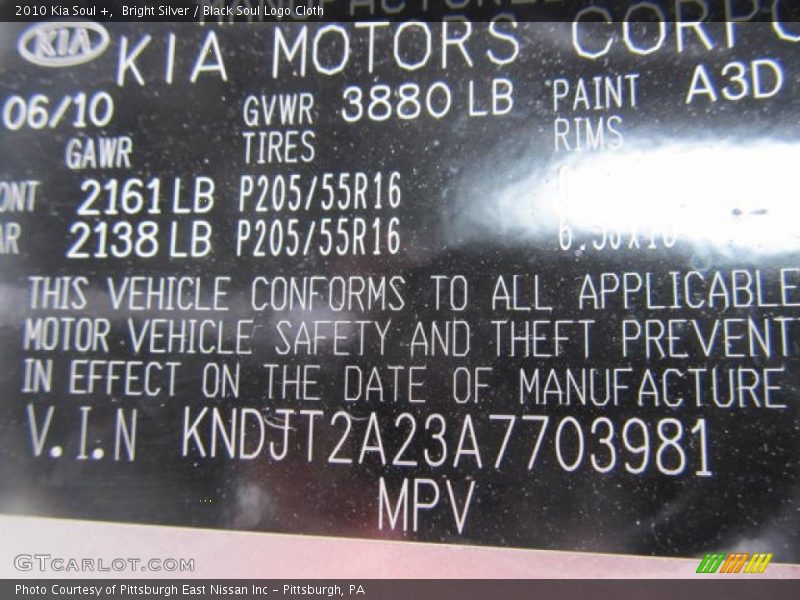 2010 Kia Soul +, Bright Silver / Black Soul Logo Cloth
KIA KIA MOTORS CORPO
06/10 GVWR 3880 LB PAINT A3D
GAWR TIRES RIMS
ONT 2161 LB P205/55R16
AR 2138 LB P205/55R16
THIS VEHICLE CONFORMS TO ALL APPLICABLE
MOTOR VEHICLE SAFETY AND THEFT PREVENT
IN EFFECT ON THE DATE OF MANUFACTURE
V.I.N KNDJT2A23A7703981
MPV
GTCARLOT.COM
Photo Courtesy of Pittsburgh East Nissan Inc - Pittsburgh, PA